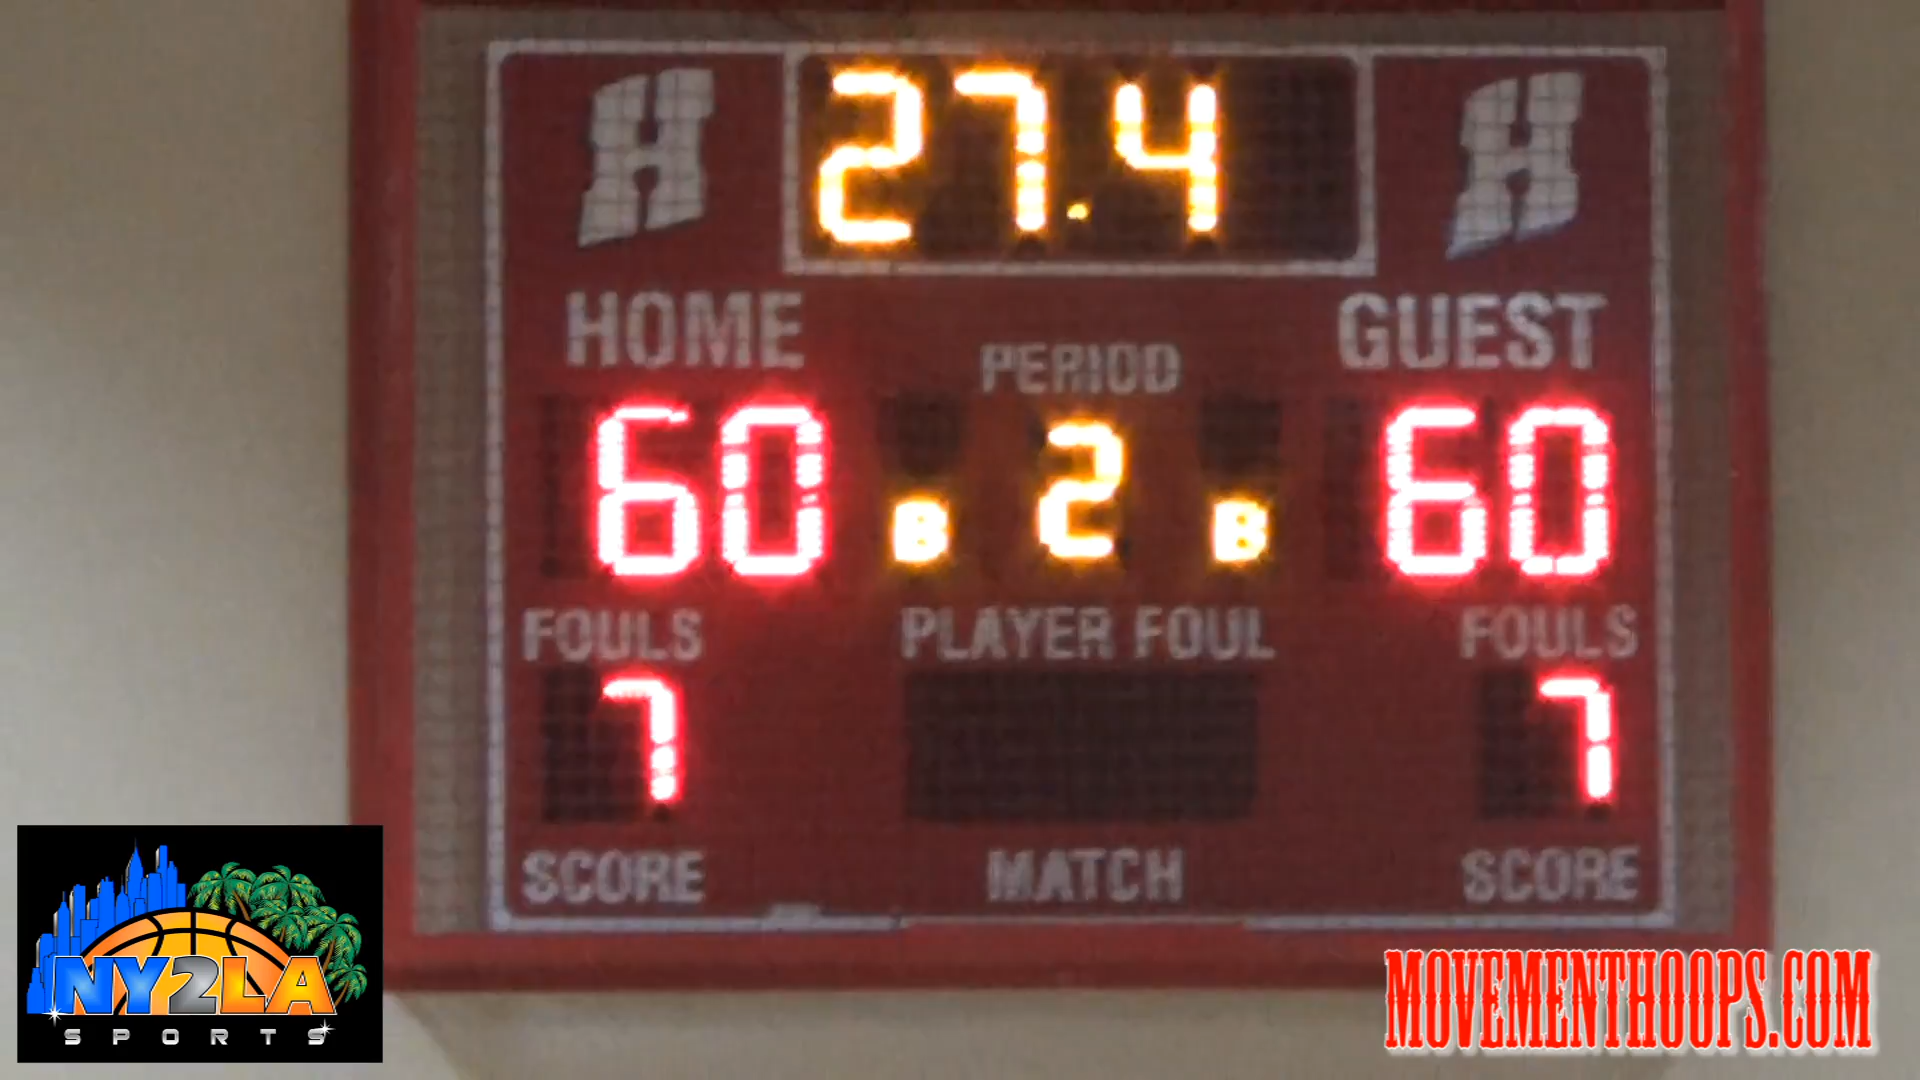 H 27.4 H
HOME GUEST
PERIOD
60 B 2 B 60
FOULS PLAYER FOUL FOULS
7 7
SCORE MATCH SCORE
NY2LA
SPORTS
MOVEMENTHOOPS.COM